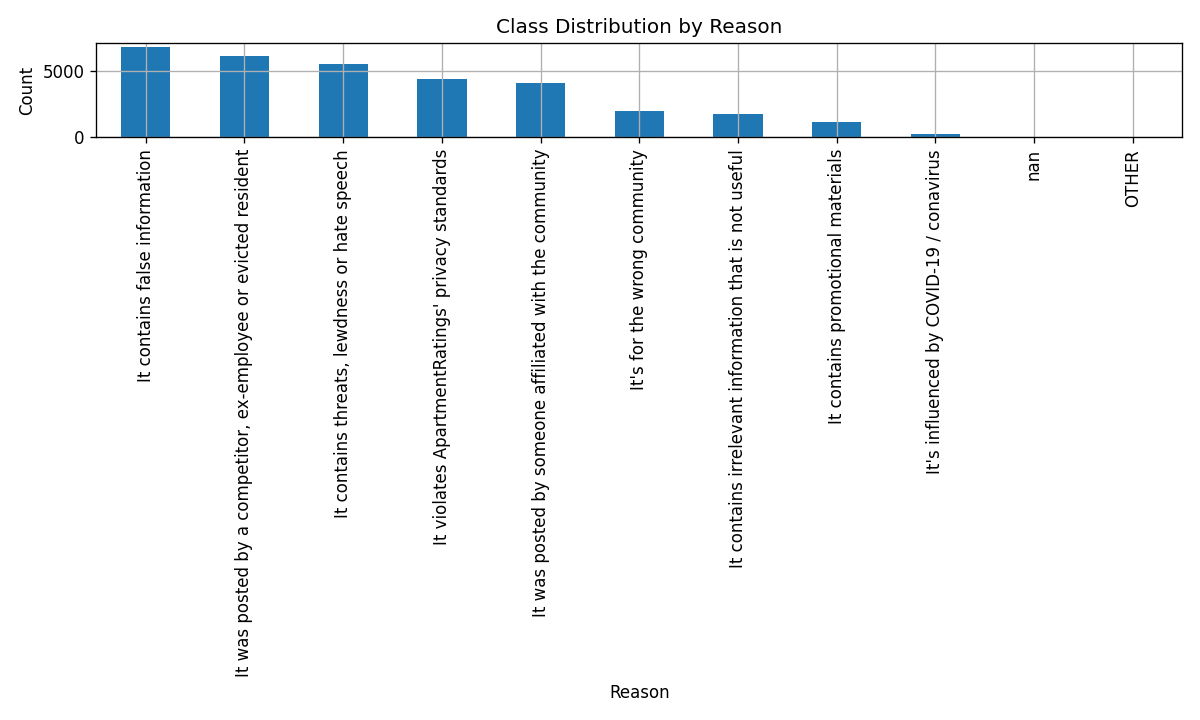 Class Distribution by Reason
Count
5000
0
It contains false information
It was posted by a competitor, ex-employee or evicted resident
It contains threats, lewdness or hate speech
It violates ApartmentRatings' privacy standards
It was posted by someone affiliated with the community
It's for the wrong community
It contains irrelevant information that is not useful
It contains promotional materials
It's influenced by COVID-19 / conavirus
nan
OTHER
Reason